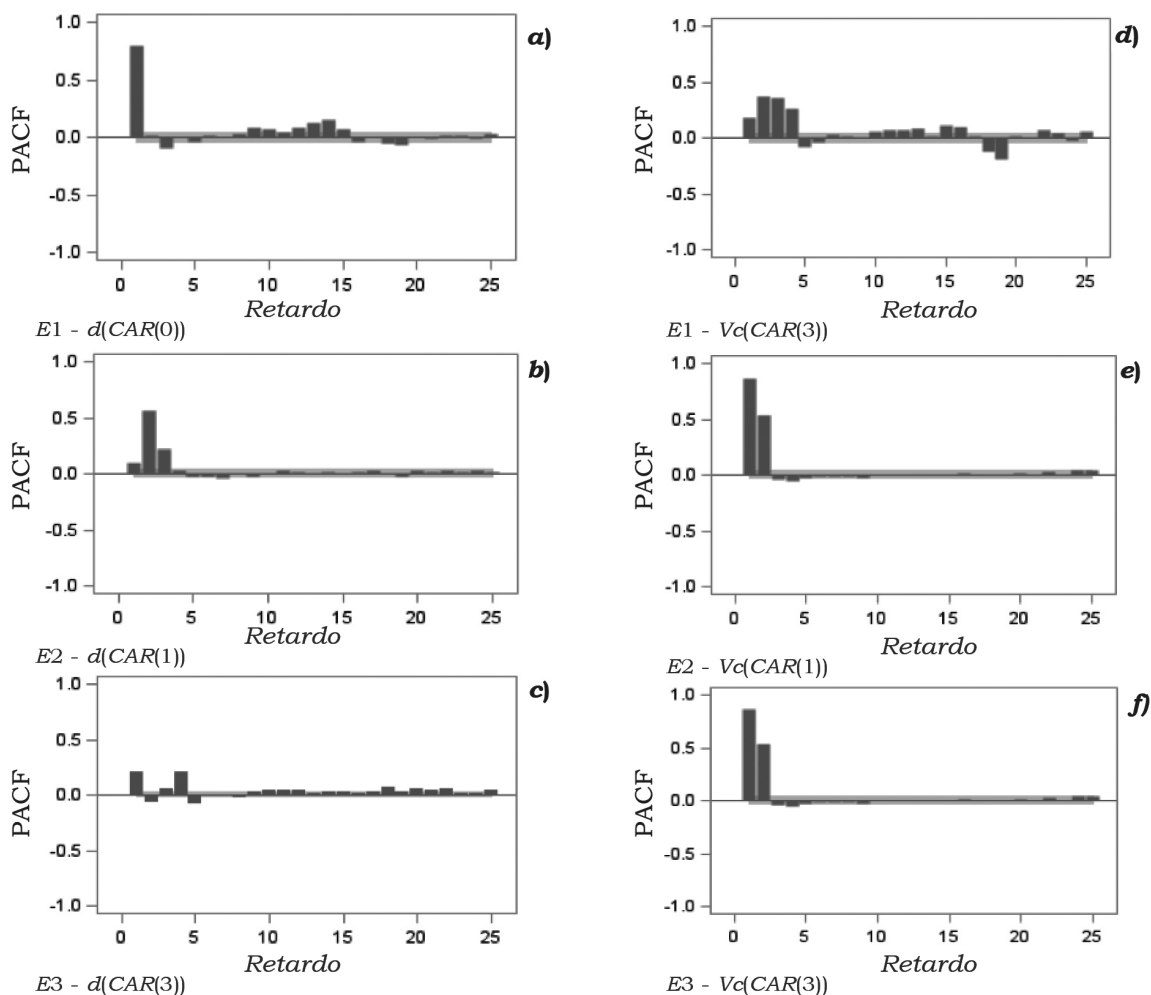 a)
1.0
0.5
0.0
-0.5
-1.0
PACF
0 5 10 15 20 25
Retardo
E1 - d(CAR(0))
d)
1.0
0.5
0.0
-0.5
-1.0
PACF
0 5 10 15 20 25
Retardo
E1 - Vc(CAR(3))
b)
1.0
0.5
0.0
-0.5
-1.0
PACF
0 5 10 15 20 25
Retardo
E2 - d(CAR(1))
e)
1.0
0.5
0.0
-0.5
-1.0
PACF
0 5 10 15 20 25
Retardo
E2 - Vc(CAR(1))
c)
1.0
0.5
0.0
-0.5
-1.0
PACF
0 5 10 15 20 25
Retardo
E3 - d(CAR(3))
f)
1.0
0.5
0.0
-0.5
-1.0
PACF
0 5 10 15 20 25
Retardo
E3 - Vc(CAR(3))